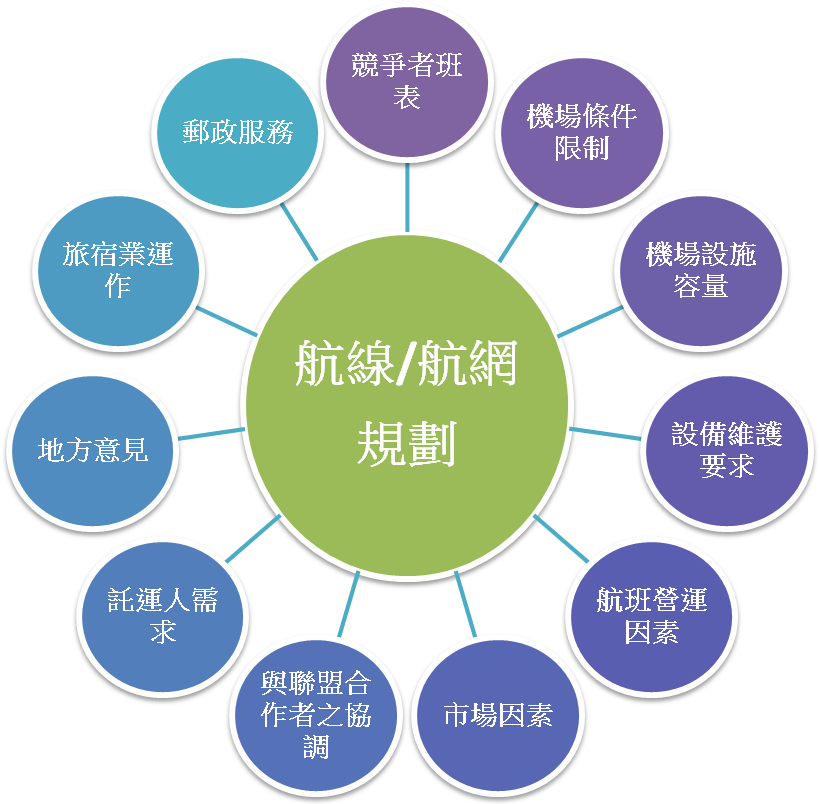 競爭者班
表
機場條件
限制
機場設施
容量
設備維護
要求
航班營運
因素
市場因素
與聯盟合
作者之協
調
託運人需
求
地方意見
旅宿業運
作
郵政服務
航線/航網
規劃